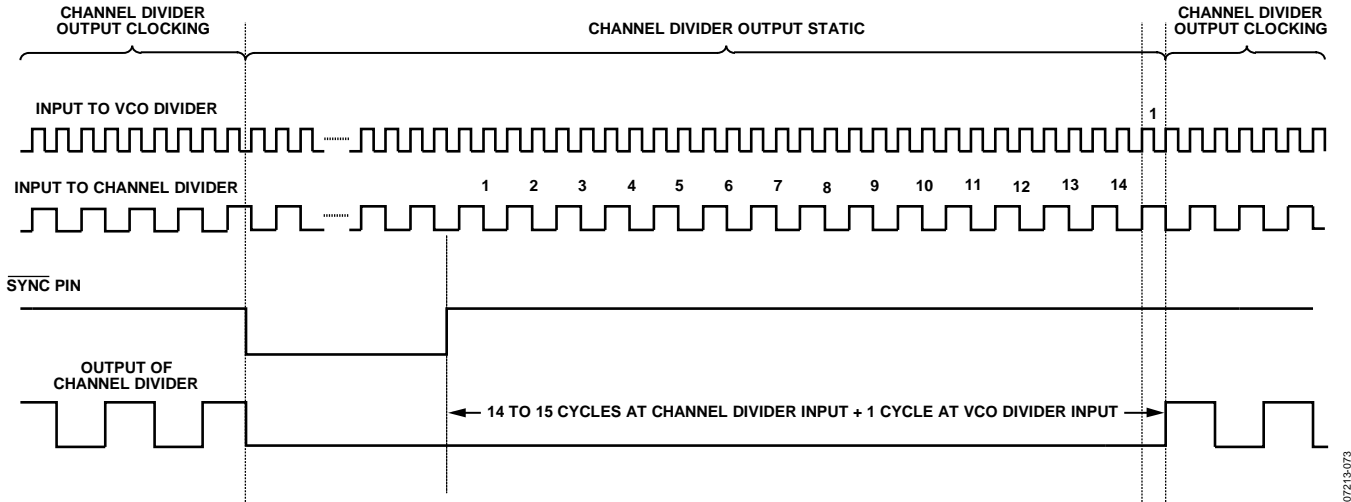 CHANNEL DIVIDER
OUTPUT CLOCKING
CHANNEL DIVIDER OUTPUT STATIC
CHANNEL DIVIDER
OUTPUT CLOCKING
INPUT TO VCO DIVIDER
1
INPUT TO CHANNEL DIVIDER
1 2 3 4 5 6 7 8 9 10 11 12 13 14
SYNC PIN
OUTPUT OF
CHANNEL DIVIDER
14 TO 15 CYCLES AT CHANNEL DIVIDER INPUT + 1 CYCLE AT VCO DIVIDER INPUT
07213-073